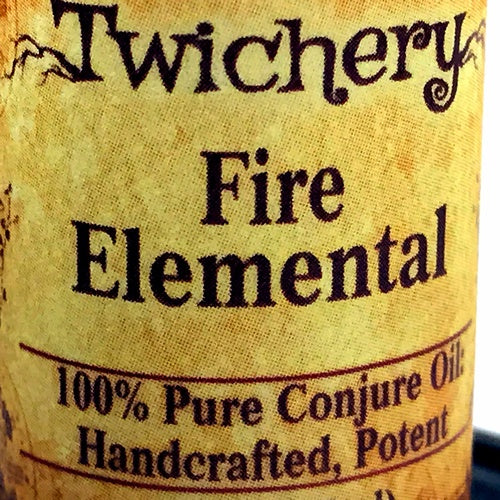 Twichery
Fire
Elemental
100% Pure Conjure Oil:
Handcrafted, Potent